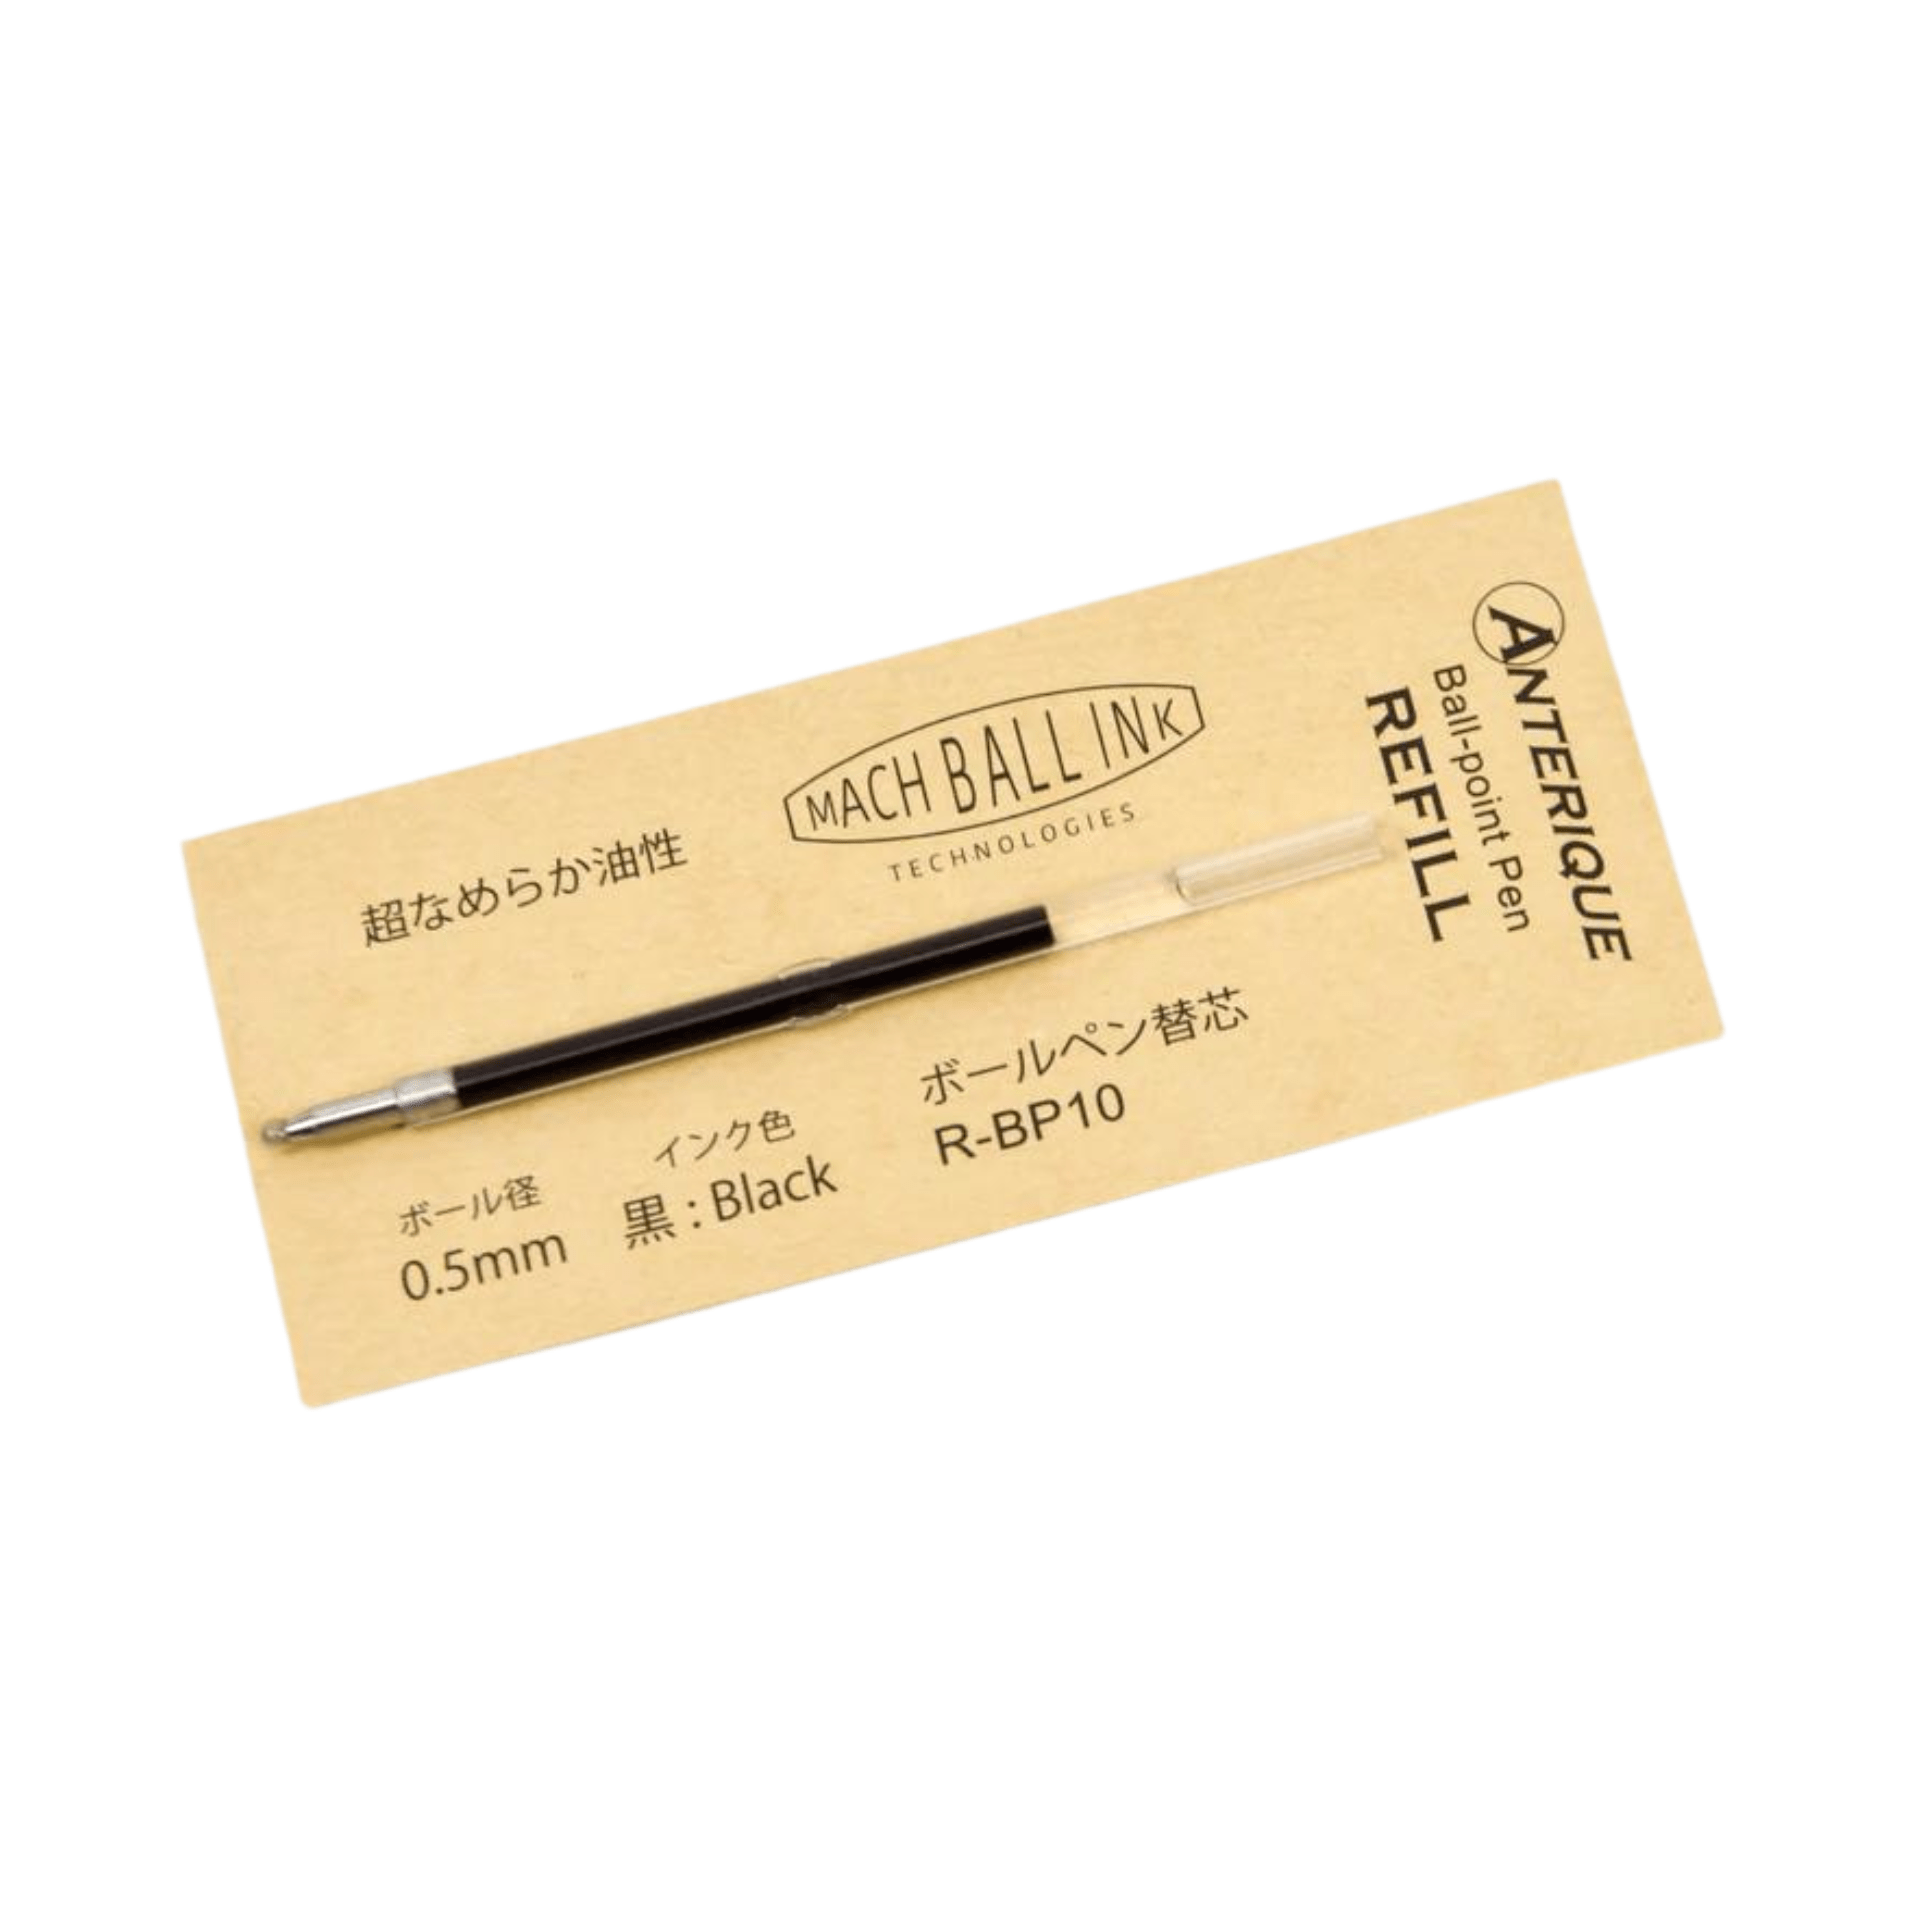 ANTERIQUE
Ball-point Pen
REFILL
MACH BALL INK
TECHNOLOGIES
超なめらか油性
ボール径
0.5mm
インク色
黒 : Black
ボールペン替芯
R-BP10